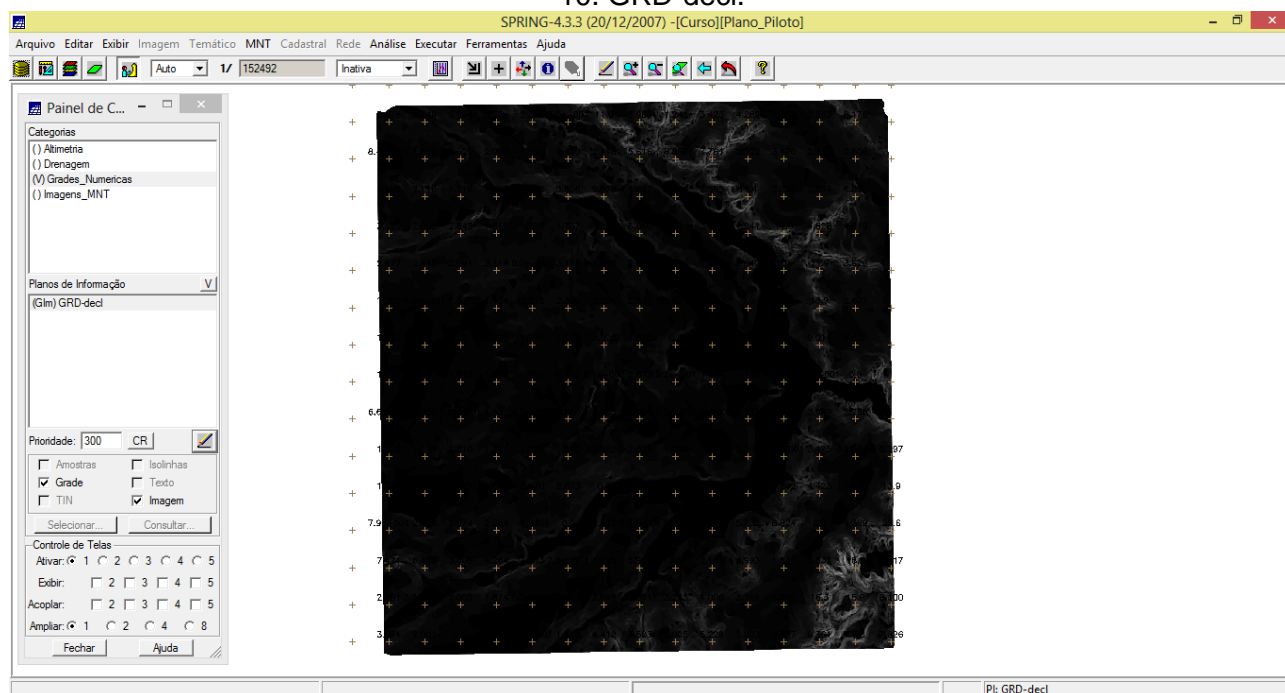 10. GRD-decl.
SPRING-4.3.3 (20/12/2007) -[Curso][Plano_Piloto]
Arquivo Editar Exibir Imagem Temático MNT Cadastral Rede Análise Executar Ferramentas Ajuda
Auto 1/ 152492 Inativa
Painel de C...
Categorias
() Altimetria
() Drenagem
(V) Grades_Numericas
() Imagens_MNT
Planos de Informação V
(GIm) GRD-decl
Prioridade: 300 CR
Amostras Isolinhas
Grade Texto
TIN Imagem
Selecionar... Consultar...
Controle de Telas
Ativar: 1 2 3 4 5
Exibir: 2 3 4 5
Acoplar: 2 3 4 5
Ampliar: 1 2 4 8
Fechar Ajuda
PI: GRD-decl